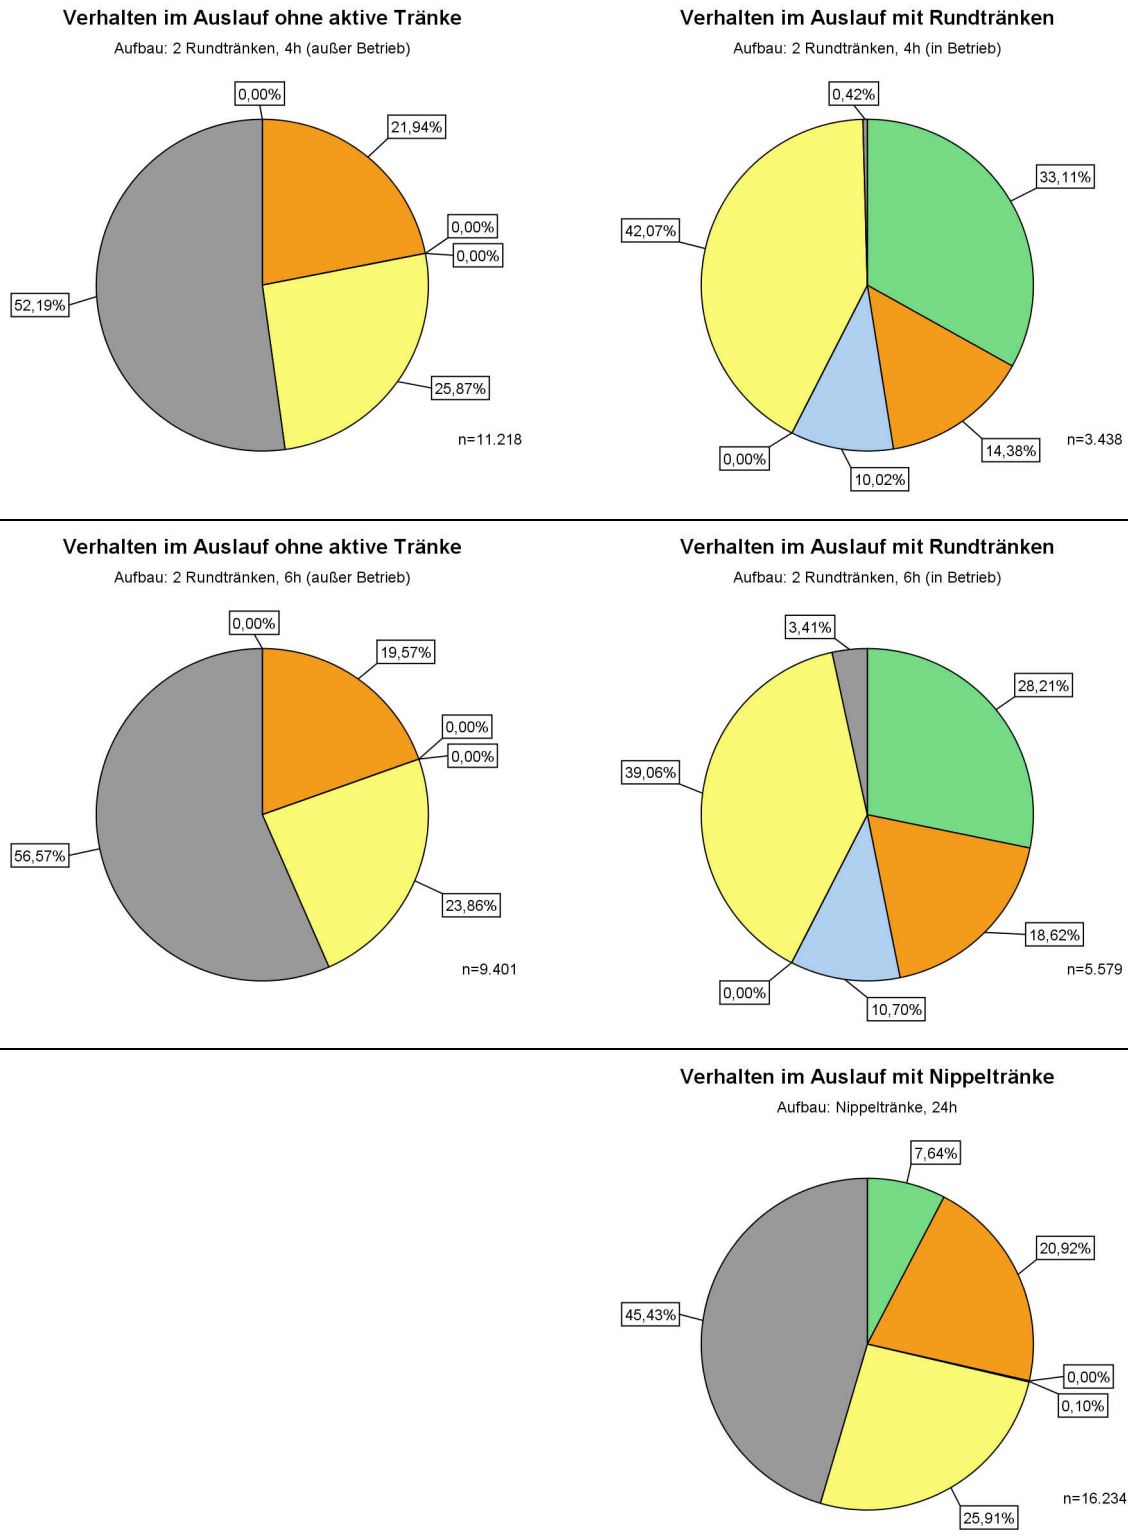 Verhalten im Auslauf ohne aktive Tränke
Aufbau: 2 Rundtränken, 4h (außer Betrieb)
0,00%
21,94%
0,00%
0,00%
52,19%
25,87%
n=11.218
Verhalten im Auslauf mit Rundtränken
Aufbau: 2 Rundtränken, 4h (in Betrieb)
0,42%
33,11%
42,07%
14,38%
n=3.438
0,00%
10,02%
Verhalten im Auslauf ohne aktive Tränke
Aufbau: 2 Rundtränken, 6h (außer Betrieb)
0,00%
19,57%
0,00%
0,00%
56,57%
23,86%
n=9.401
Verhalten im Auslauf mit Rundtränken
Aufbau: 2 Rundtränken, 6h (in Betrieb)
3,41%
28,21%
39,06%
18,62%
n=5.579
0,00%
10,70%
Verhalten im Auslauf mit Nippeltränke
Aufbau: Nippeltränke, 24h
7,64%
20,92%
45,43%
0,00%
0,10%
n=16.234
25,91%